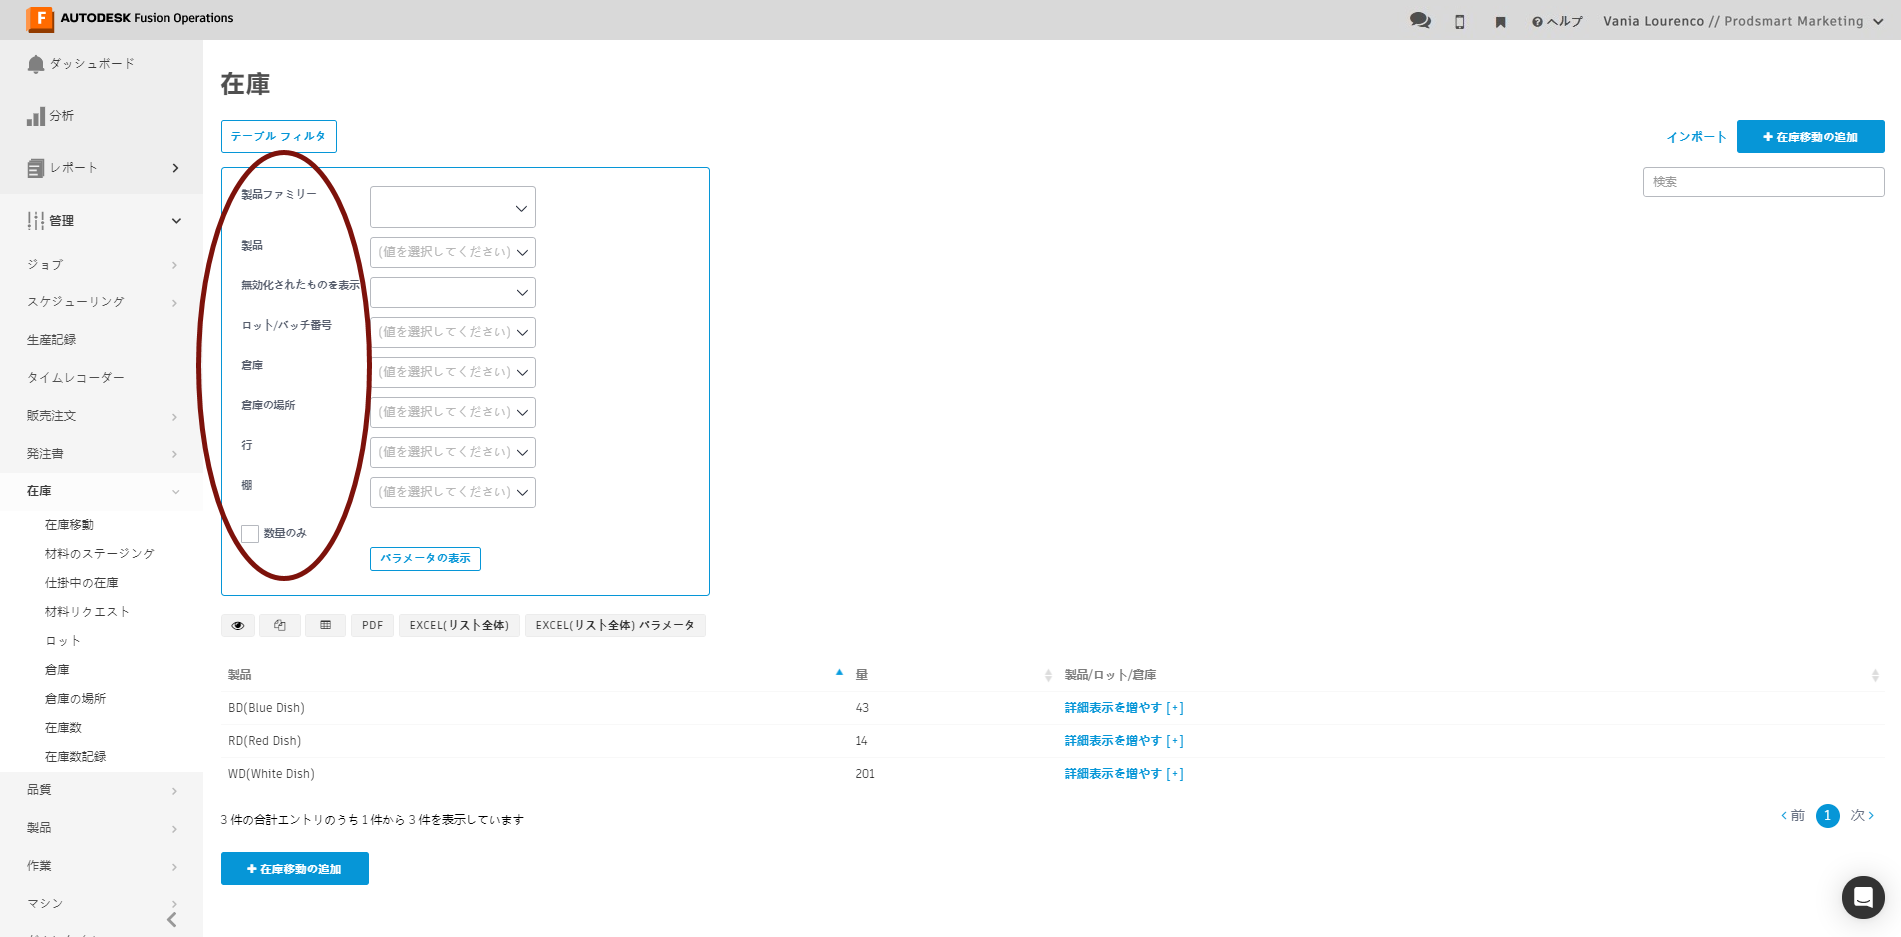 F AUTODESK Fusion Operations
ヘルプ
Vania Lourenco // Prodsmart Marketing
ダッシュボード
分析
レポート
管理
ジョブ
スケジューリング
生産記録
タイムレコーダー
販売注文
発注書
在庫
在庫移動
材料のステージング
仕掛中の在庫
材料リクエスト
ロット
倉庫
倉庫の場所
在庫数
在庫数記録
品質
製品
作業
マシン
在庫
テーブル フィルタ
インポート
+ 在庫移動の追加
検索
製品ファミリー
製品 (値を選択してください)
無効化されたものを表示
ロット/バッチ番号 (値を選択してください)
倉庫 (値を選択してください)
倉庫の場所 (値を選択してください)
行 (値を選択してください)
棚 (値を選択してください)
数量のみ
パラメータの表示
PDF EXCEL(リスト全体) EXCEL(リスト全体) パラメータ
製品 量 製品/ロット/倉庫
BD(Blue Dish) 43 詳細表示を増やす [+]
RD(Red Dish) 14 詳細表示を増やす [+]
WD(White Dish) 201 詳細表示を増やす [+]
3 件の合計エントリのうち 1 件から 3 件を表示しています
‹ 前 1 次 ›
+ 在庫移動の追加